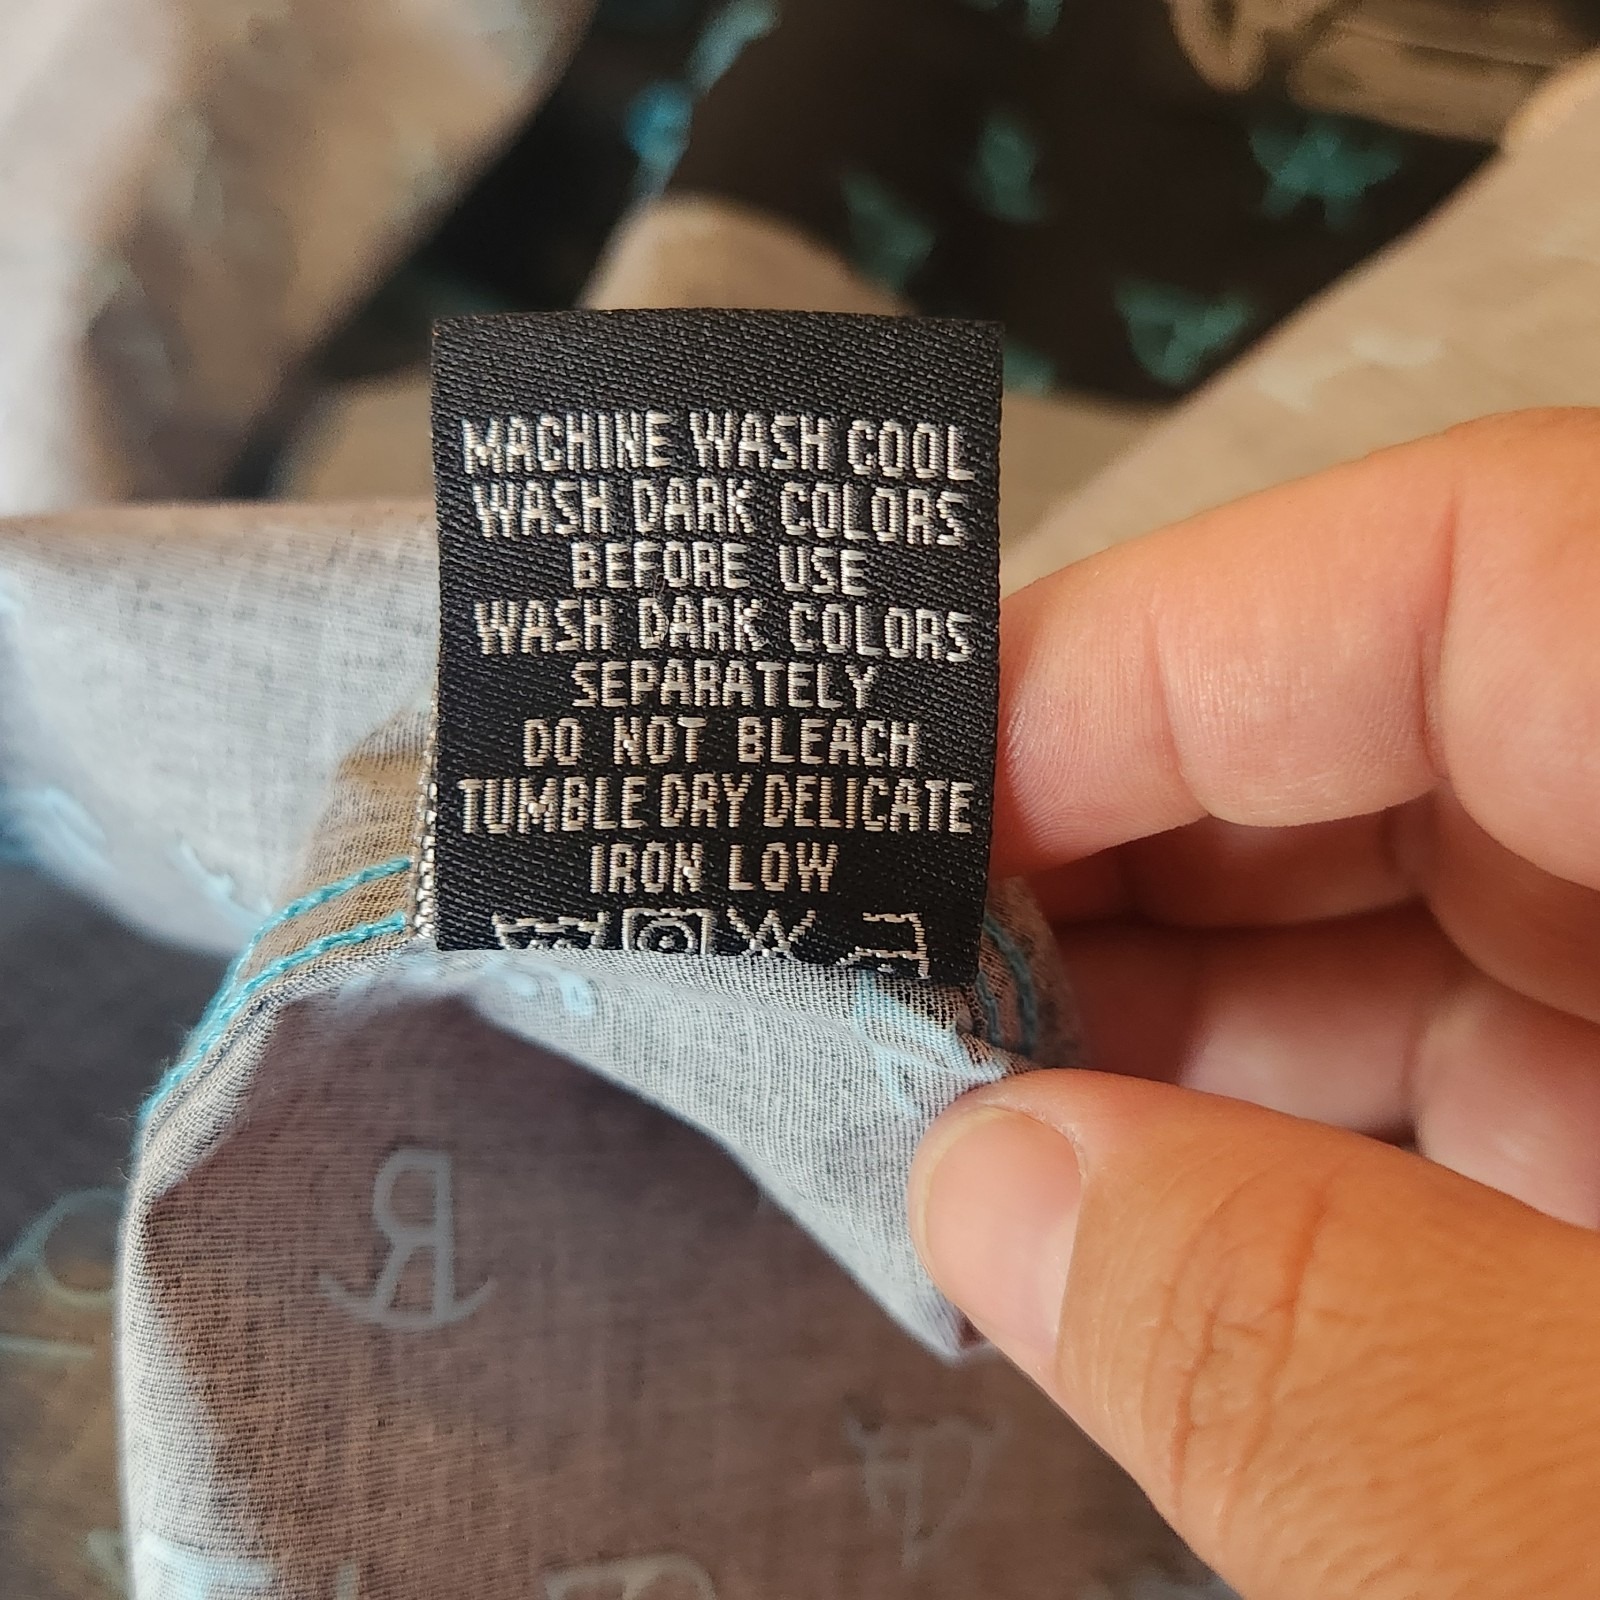 MACHINE WASH COOL
WASH DARK COLORS
BEFORE USE
WASH DARK COLORS
SEPARATELY
DO NOT BLEACH
TUMBLE DRY DELICATE
IRON LOW